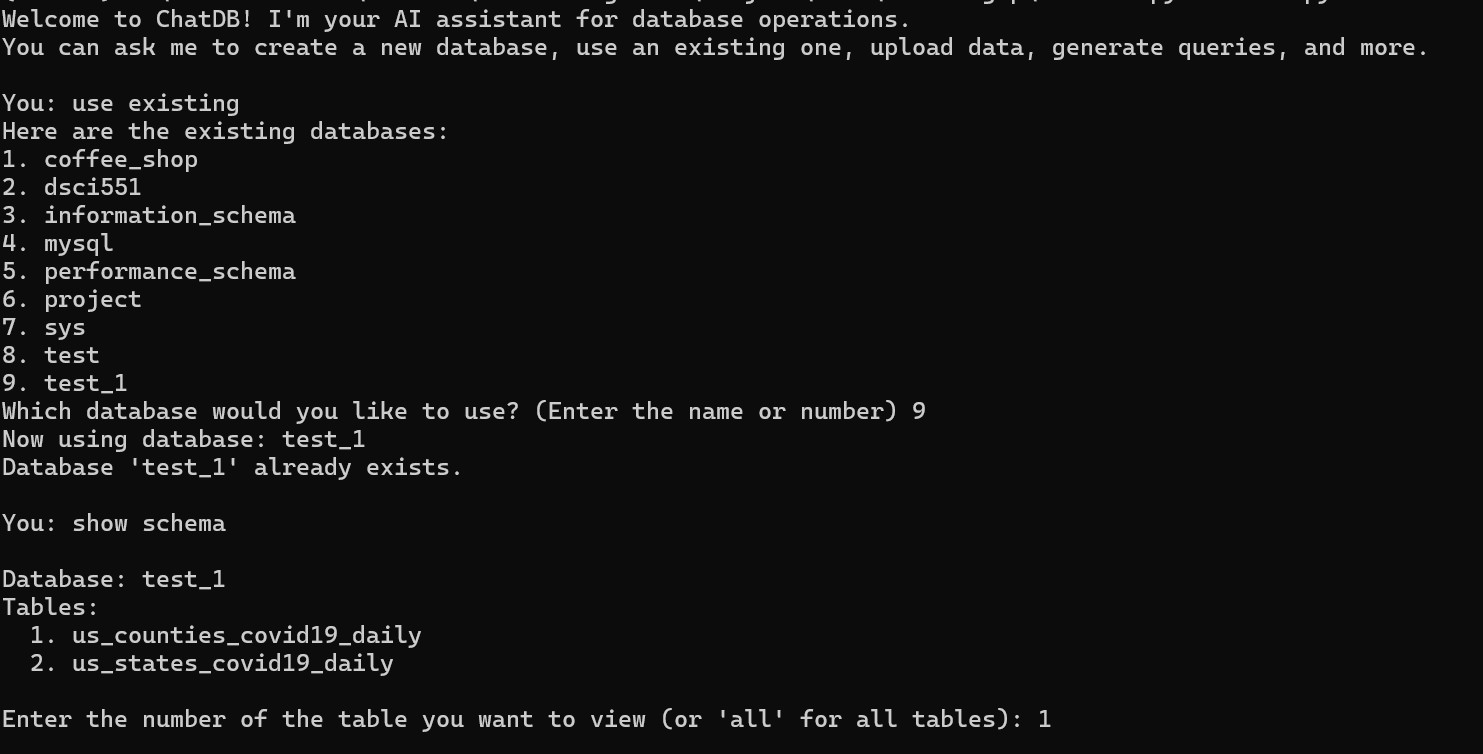 Welcome to ChatDB! I'm your AI assistant for database operations.
You can ask me to create a new database, use an existing one, upload data, generate queries, and more.
You: use existing
Here are the existing databases:
1. coffee_shop
2. dsci551
3. information_schema
4. mysql
5. performance_schema
6. project
7. sys
8. test
9. test_1
Which database would you like to use? (Enter the name or number) 9
Now using database: test_1
Database 'test_1' already exists.
You: show schema
Database: test_1
Tables:
1. us_counties_covid19_daily
2. us_states_covid19_daily
Enter the number of the table you want to view (or 'all' for all tables): 1